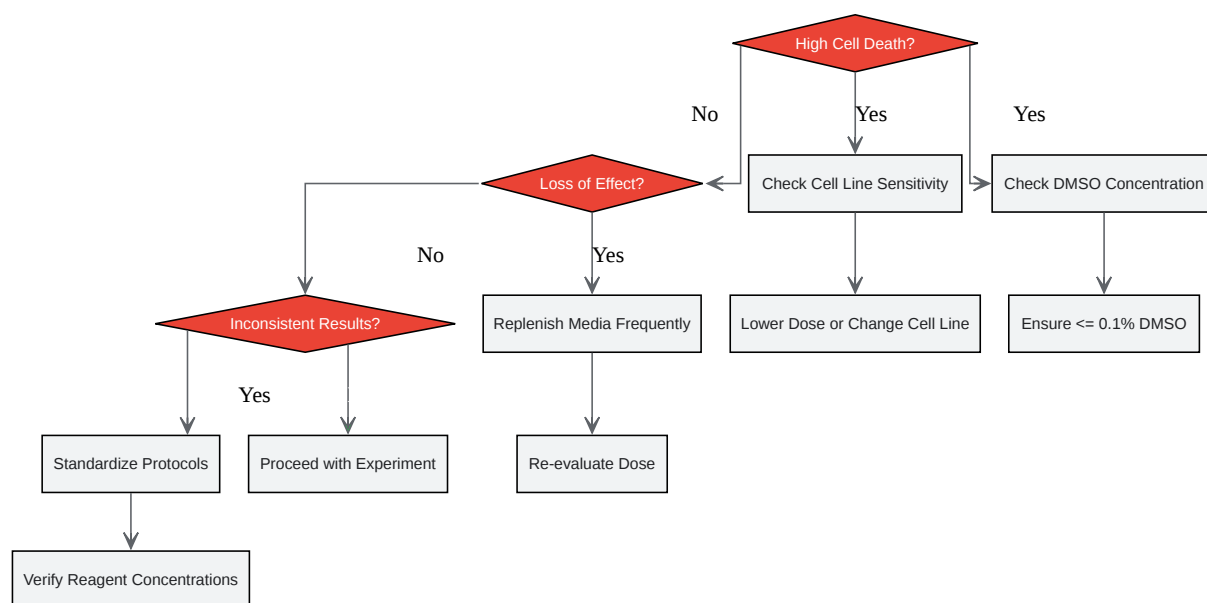 High Cell Death?
No
Yes
Yes
Loss of Effect?
Check Cell Line Sensitivity
Check DMSO Concentration
No
Yes
Inconsistent Results?
Replenish Media Frequently
Lower Dose or Change Cell Line
Ensure <= 0.1% DMSO
Yes
Standardize Protocols
Proceed with Experiment
Re-evaluate Dose
Verify Reagent Concentrations